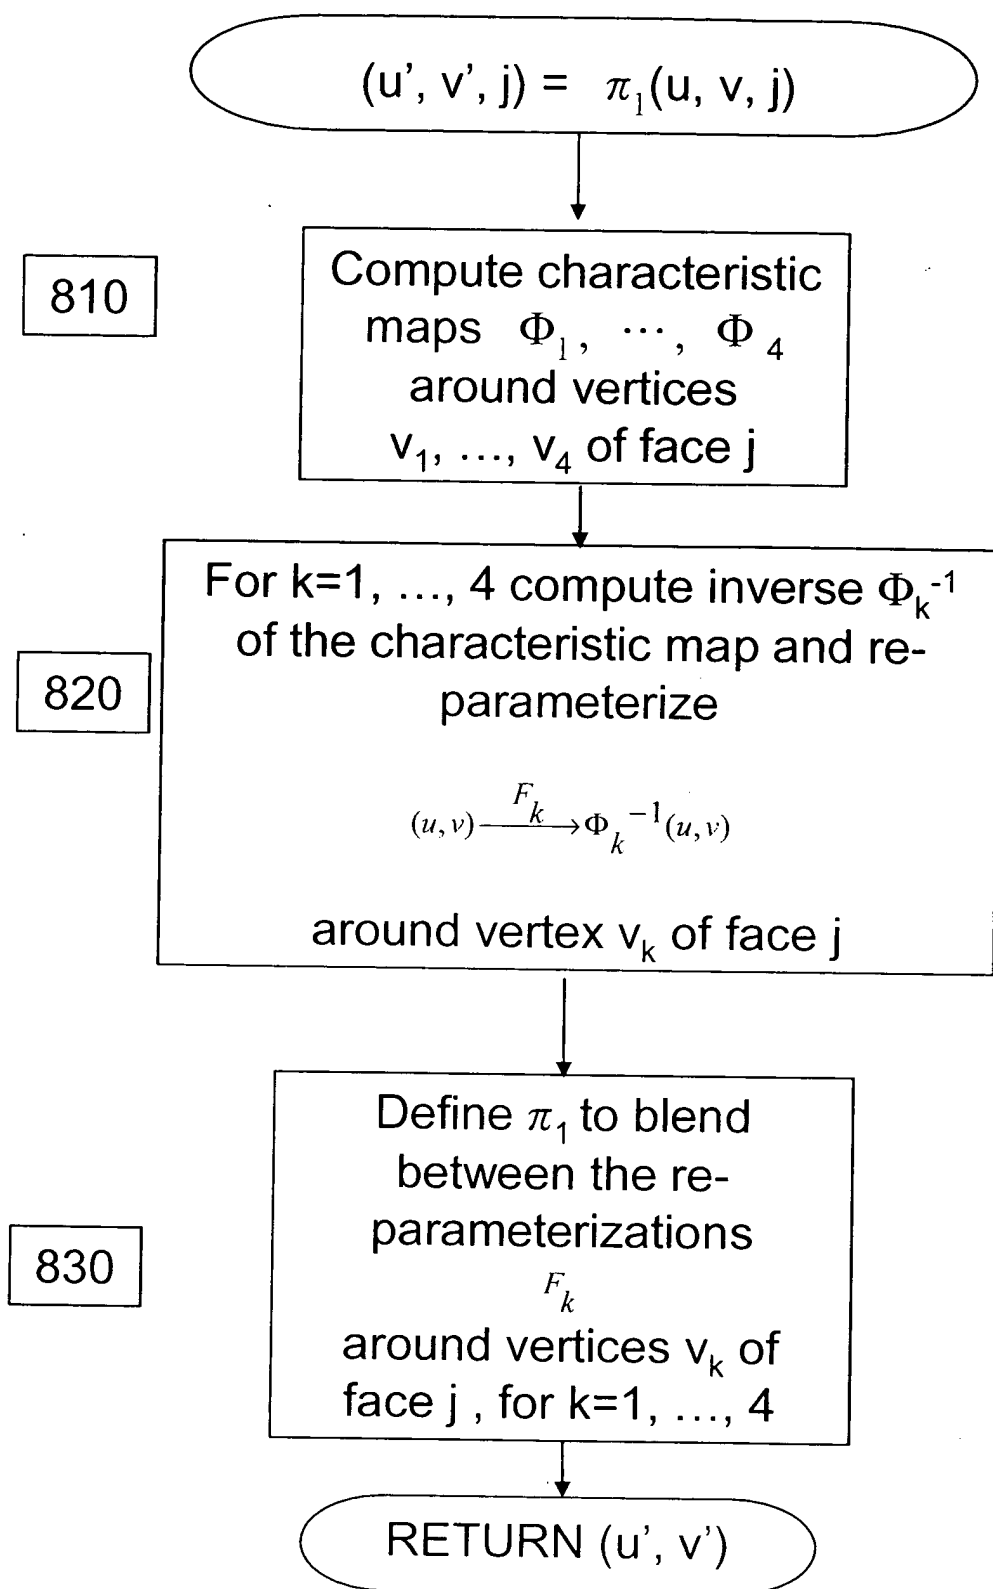 (u’, v’, j) = π₁(u, v, j)
810
Compute characteristic
maps Φ₁, ⋯, Φ₄
around vertices
v₁, …, v₄ of face j
For k=1, …, 4 compute inverse Φₖ⁻¹
820
of the characteristic map and re-
parameterize
(u,v) —Fₖ→ Φₖ⁻¹(u,v)
around vertex vₖ of face j
Define π₁ to blend
between the re-
parameterizations
830
Fₖ
around vertices vₖ of
face j , for k=1, …, 4
RETURN (u’, v’)